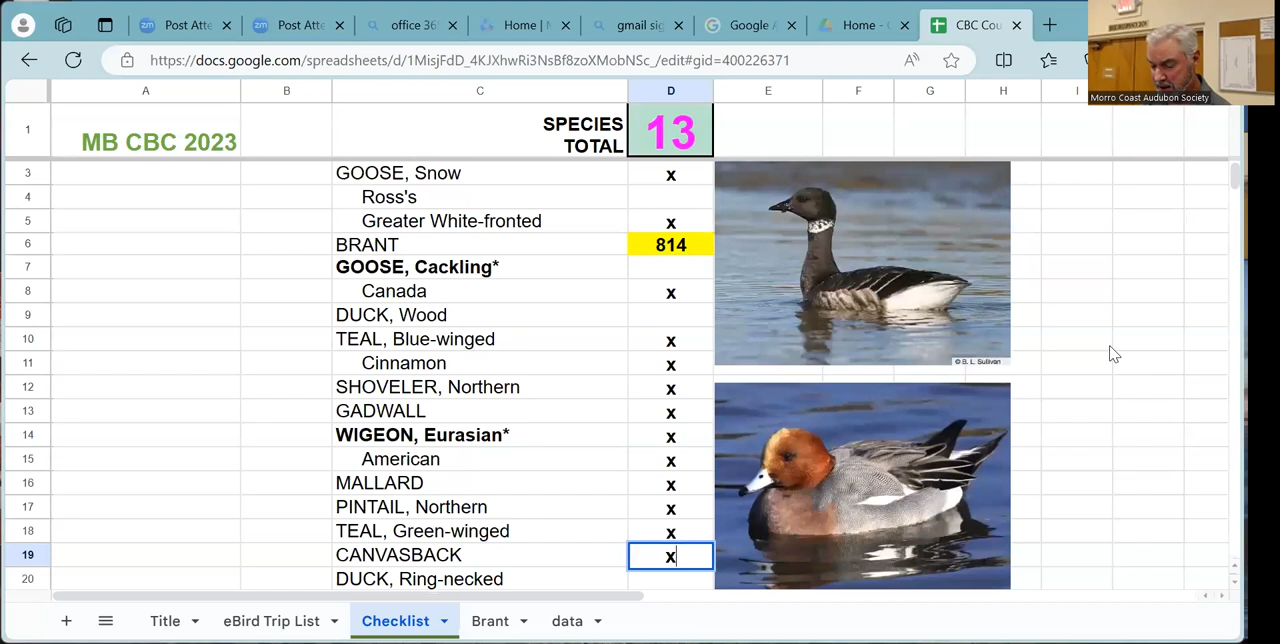 Post Atte
Post Atte
office 36
Home | M
gmail sig
Google A
Home - G
CBC Cou
https://docs.google.com/spreadsheets/d/1MisjFdD_4KJXhwRi3NsBf8zoXMobNSc_/edit#gid=400226371
Morro Coast Audubon Society
A B C D E F G H I
1 MB CBC 2023 SPECIES TOTAL 13
3 GOOSE, Snow x
4 Ross's
5 Greater White-fronted x
6 BRANT 814
7 GOOSE, Cackling*
8 Canada x
9 DUCK, Wood
10 TEAL, Blue-winged x
11 Cinnamon x
12 SHOVELER, Northern x
13 GADWALL x
14 WIGEON, Eurasian* x
15 American x
16 MALLARD x
17 PINTAIL, Northern x
18 TEAL, Green-winged x
19 CANVASBACK x
20 DUCK, Ring-necked
© B. L. Sullivan
Title eBird Trip List Checklist Brant data